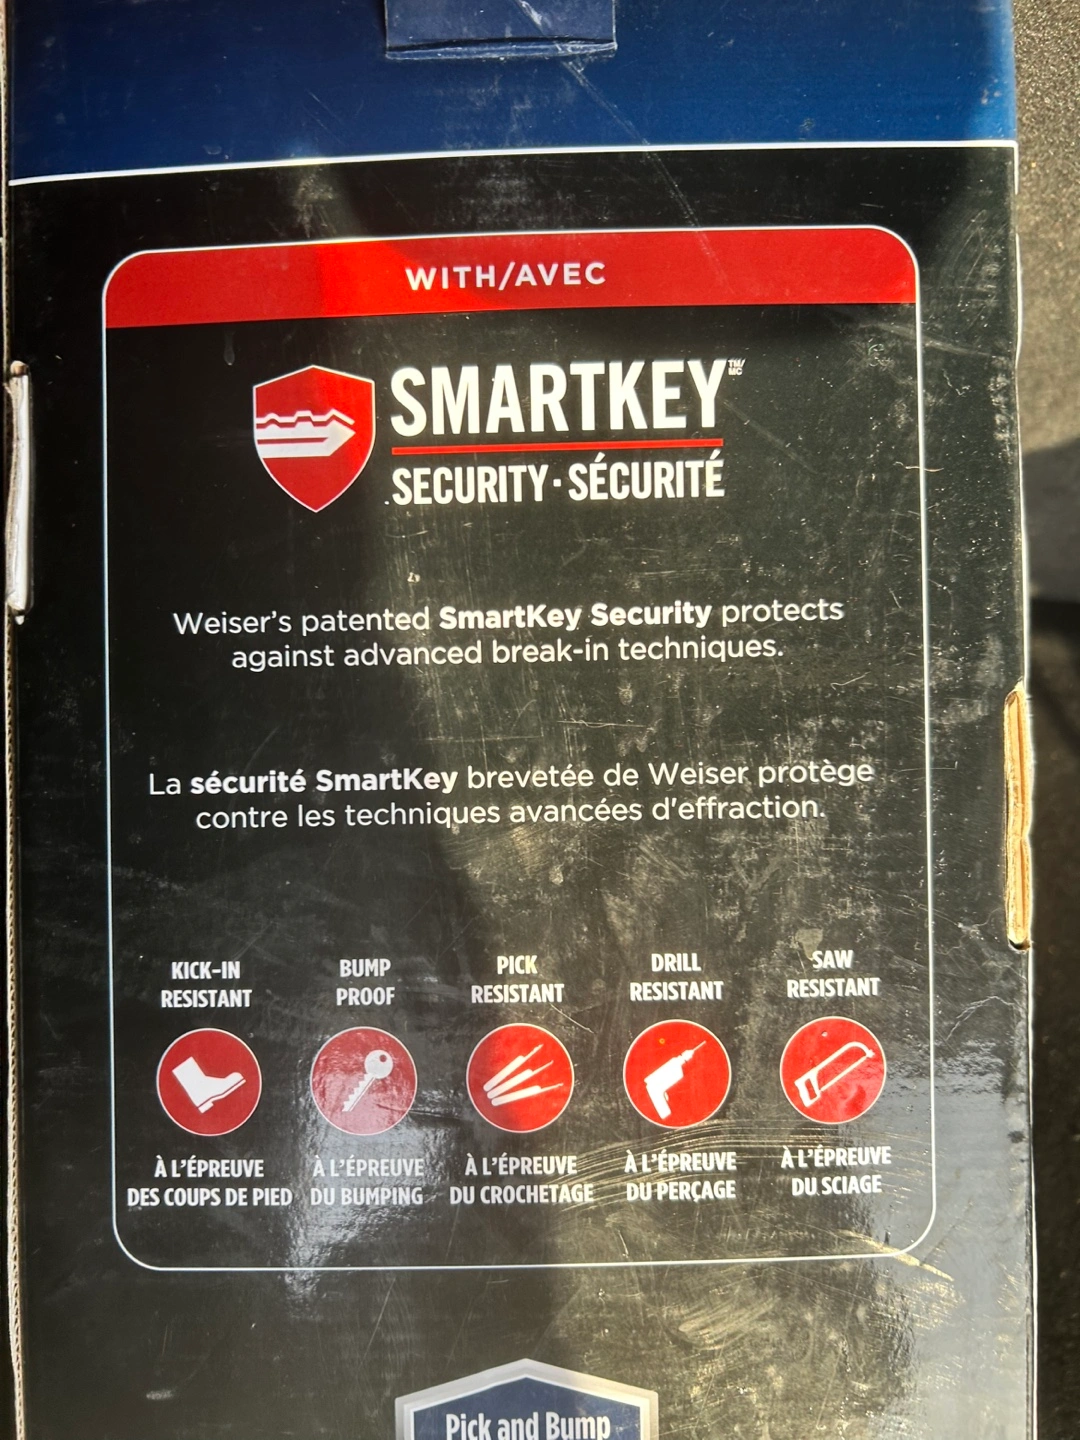 WITH/AVEC
SMARTKEY™/MC
SECURITY·SÉCURITÉ
Weiser's patented SmartKey Security protects
against advanced break-in techniques.
La sécurité SmartKey brevetée de Weiser protège
contre les techniques avancées d'effraction.
KICK-IN
RESISTANT
BUMP
PROOF
PICK
RESISTANT
DRILL
RESISTANT
SAW
RESISTANT
À L'ÉPREUVE
DES COUPS DE PIED
À L'ÉPREUVE
DU BUMPING
À L'ÉPREUVE
DU CROCHETAGE
À L'ÉPREUVE
DU PERÇAGE
À L'ÉPREUVE
DU SCIAGE
Pick and Bump